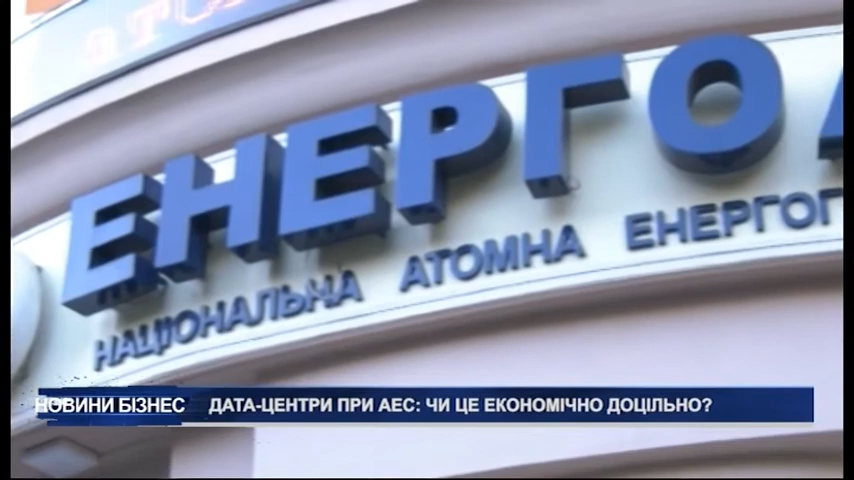 ЕНЕРГО
НАЦІОНАЛЬНА АТОМНА ЕНЕРГОГ
НОВИНИ БІЗНЕС ДАТА-ЦЕНТРИ ПРИ АЕС: ЧИ ЦЕ ЕКОНОМІЧНО ДОЦІЛЬНО?